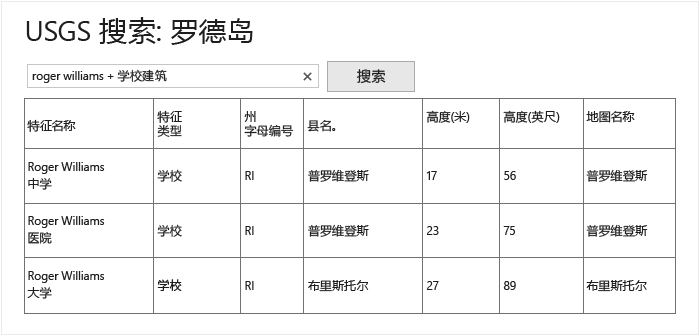 USGS 搜索: 罗德岛
roger williams + 学校建筑 ✕ 搜索
特征名称 特征类型 州字母编号 县名。 高度(米) 高度(英尺) 地图名称
Roger Williams 中学 学校 RI 普罗维登斯 17 56 普罗维登斯
Roger Williams 医院 学校 RI 普罗维登斯 23 75 普罗维登斯
Roger Williams 大学 学校 RI 布里斯托尔 27 89 布里斯托尔